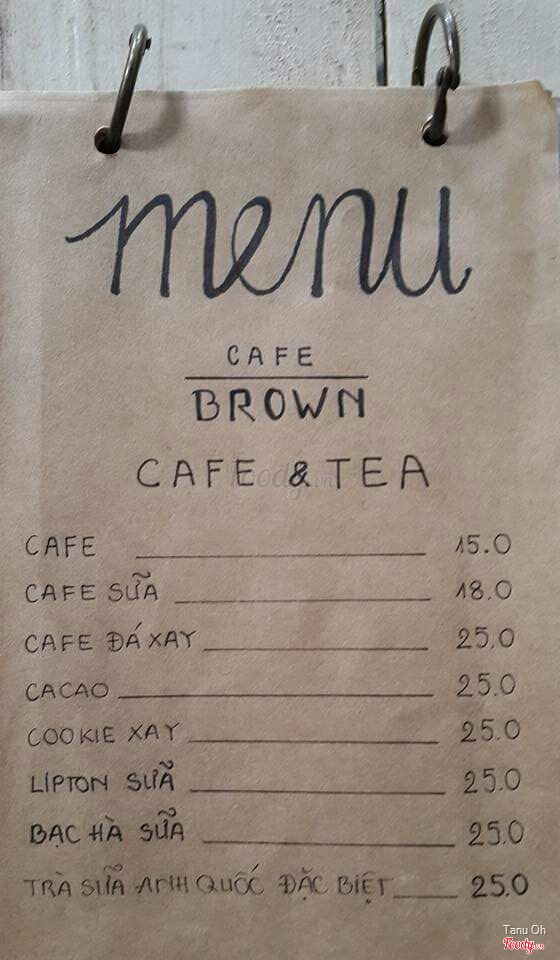 menu
CAFE
BROWN
CAFE & TEA
CAFE 15.0
CAFE SỮA 18.0
CAFE ĐÁ XAY 25.0
CACAO 25.0
COOKIE XAY 25.0
LIPTON SỮA 25.0
BẠC HÀ SỮA 25.0
TRÀ SỮA ANH QUỐC ĐẶC BIỆT 25.0
Foody.vn
Tanu Oh
Foody.vn